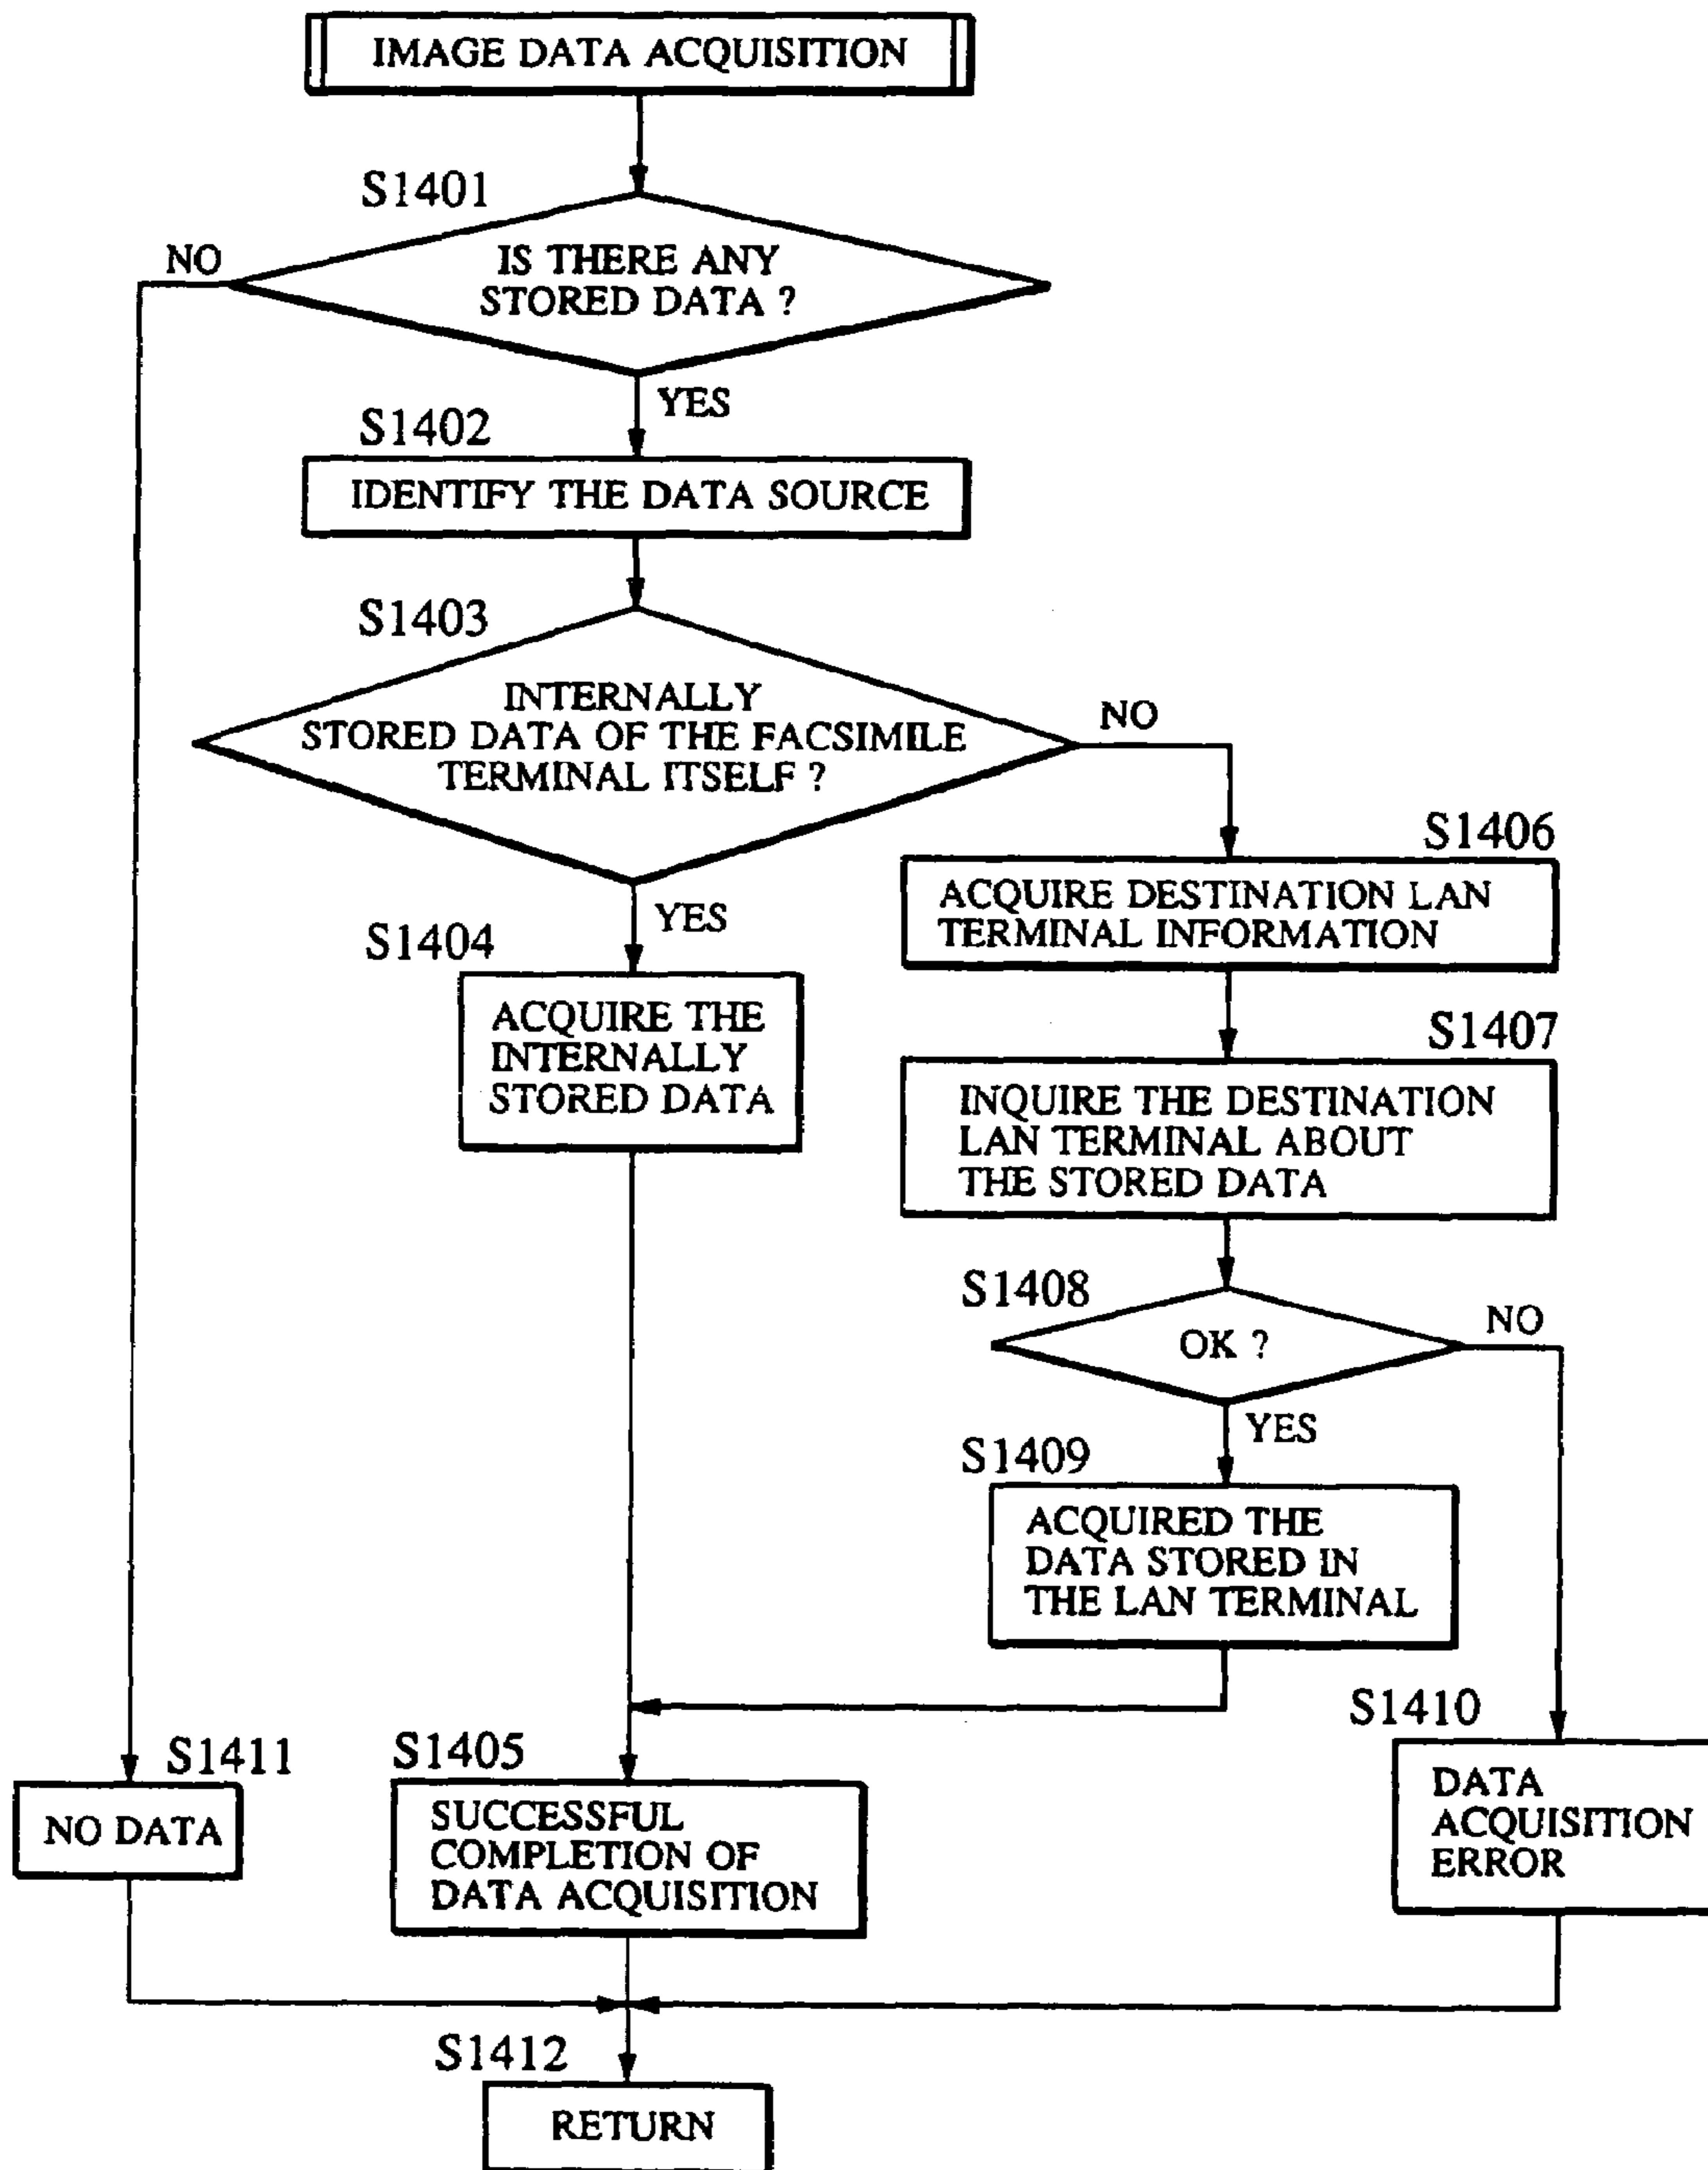 IMAGE DATA ACQUISITION
S1401
NO
IS THERE ANY
STORED DATA ?
YES
S1402
IDENTIFY THE DATA SOURCE
S1403
INTERNALLY
STORED DATA OF THE FACSIMILE
TERMINAL ITSELF ?
NO
YES
S1404
ACQUIRE THE
INTERNALLY
STORED DATA
S1406
ACQUIRE DESTINATION LAN
TERMINAL INFORMATION
S1407
INQUIRE THE DESTINATION
LAN TERMINAL ABOUT
THE STORED DATA
S1408
OK ?
NO
YES
S1409
ACQUIRED THE
DATA STORED IN
THE LAN TERMINAL
S1411
NO DATA
S1405
SUCCESSFUL
COMPLETION OF
DATA ACQUISITION
S1410
DATA
ACQUISITION
ERROR
S1412
RETURN